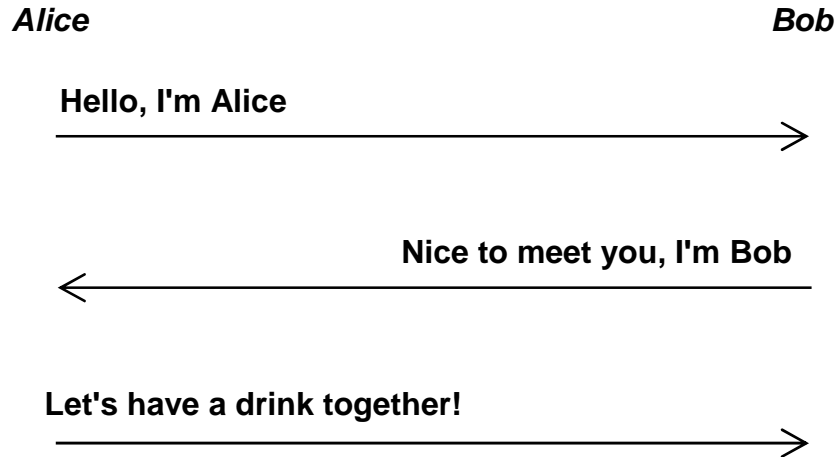 Alice Bob
Hello, I'm Alice
Nice to meet you, I'm Bob
Let's have a drink together!